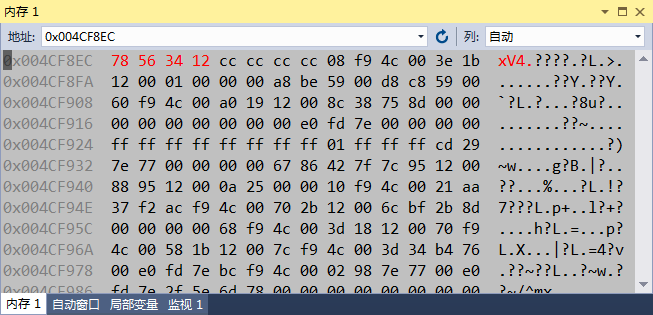 内存 1
地址: 0x004CF8EC 列: 自动
0x004CF8EC 78 56 34 12 cc cc cc cc 08 f9 4c 00 3e 1b xV4.????.?L.>.
0x004CF8FA 12 00 01 00 00 00 a8 be 59 00 d8 c8 59 00 ......??Y.??Y.
0x004CF908 60 f9 4c 00 a0 19 12 00 8c 38 75 8d 00 00 `?L.?...?8u?..
0x004CF916 00 00 00 00 00 00 00 e0 fd 7e 00 00 00 00 .......??~....
0x004CF924 ff ff ff ff ff ff ff ff 01 ff ff ff cd 29 ............?)
0x004CF932 7e 77 00 00 00 00 67 86 42 7f 7c 95 12 00 ~w....g?B.|?..
0x004CF940 88 95 12 00 0a 25 00 00 10 f9 4c 00 21 aa ??...%...?L.!?
0x004CF94E 37 f2 ac f9 4c 00 70 2b 12 00 6c bf 2b 8d 7???L.p+..l?+?
0x004CF95C 00 00 00 00 68 f9 4c 00 3d 18 12 00 70 f9 ....h?L.=...p?
0x004CF96A 4c 00 58 1b 12 00 7c f9 4c 00 3d 34 b4 76 L.X...|?L.=4?v
0x004CF978 00 e0 fd 7e bc f9 4c 00 02 98 7e 77 00 e0 .??~??L..?~w.?
0x004CF986 fd 7e 2f 5e 6d 78 00 00 00 00 00 00 00 00 ?~/^mx........
内存 1 自动窗口 局部变量 监视 1